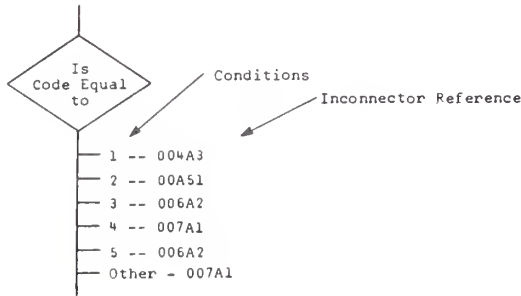 Is
Code Equal
to
Conditions
Inconnector Reference
1 -- 004A3
2 -- 00A51
3 -- 006A2
4 -- 007A1
5 -- 006A2
Other - 007A1